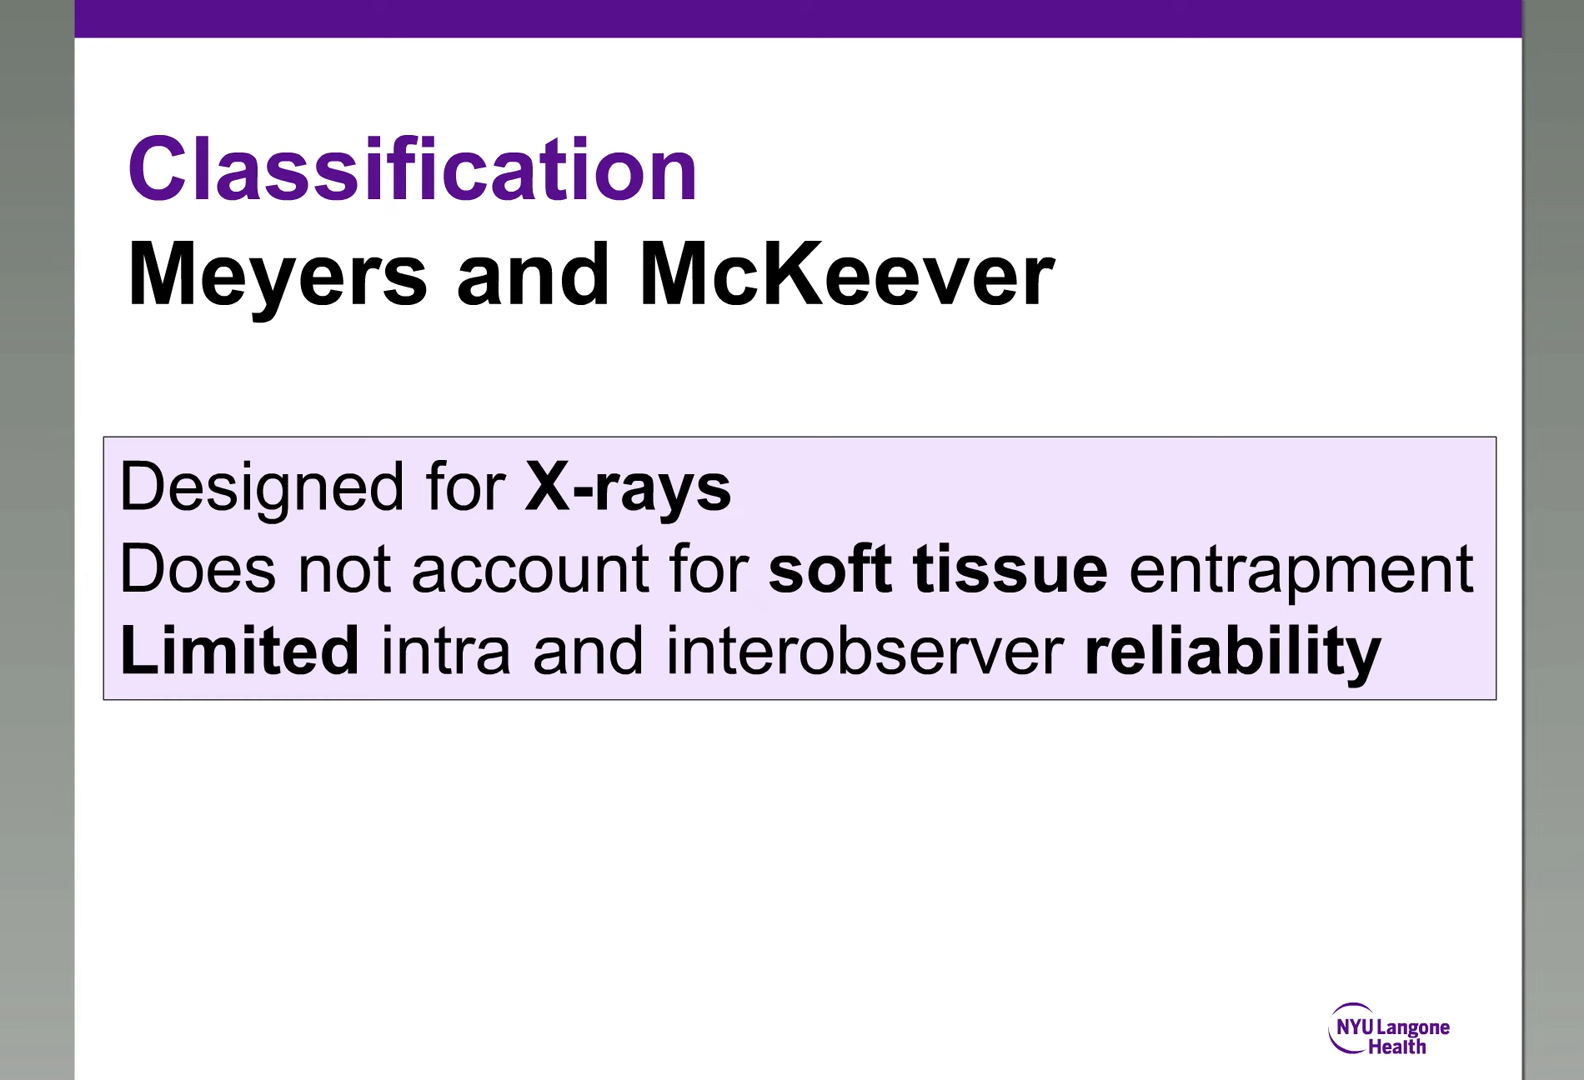 Classification
Meyers and McKeever
Designed for X-rays
Does not account for soft tissue entrapment
Limited intra and interobserver reliability
NYU Langone
Health